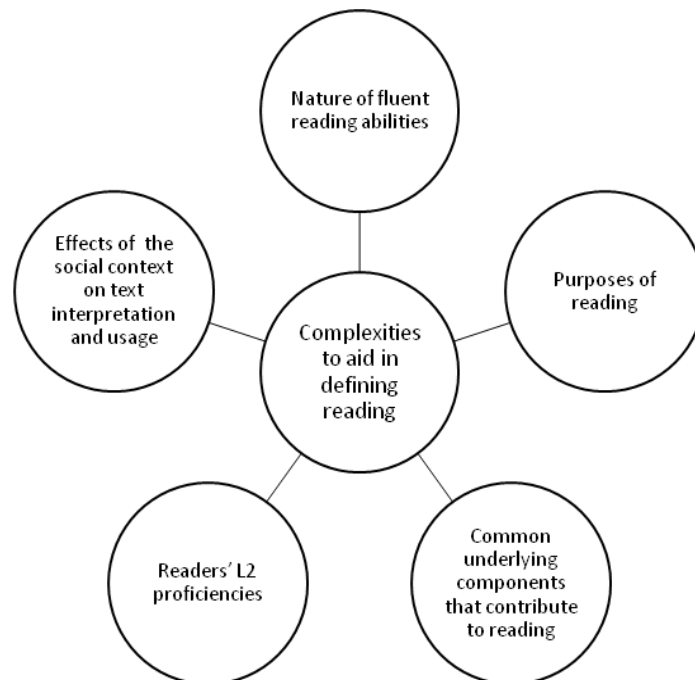 Nature of fluent
reading abilities
Effects of the
social context
on text
interpretation
and usage
Purposes of
reading
Complexities
to aid in
defining
reading
Readers' L2
proficiencies
Common
underlying
components
that contribute
to reading